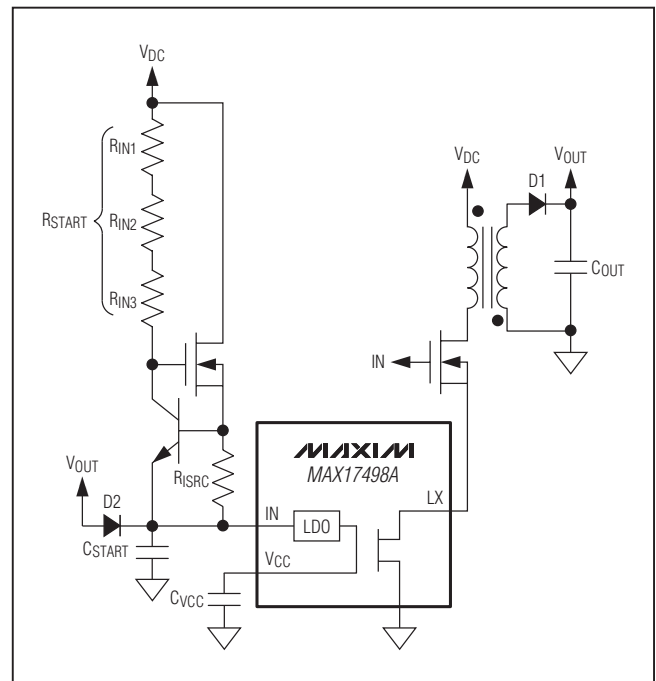 VDC
RIN1
RSTART
RIN2
RIN3
VDC
D1
VOUT
COUT
IN
MAXIM
MAX17498A
RISRC
LX
VOUT
D2
IN
LDO
CSTART
VCC
CVCC